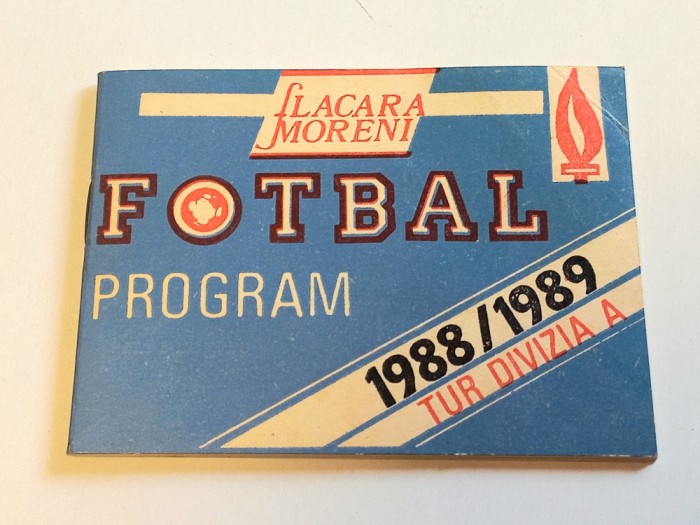 FLACARA
MORENI
FOTBAL
PROGRAM
1988/1989
TUR DIVIZIA A